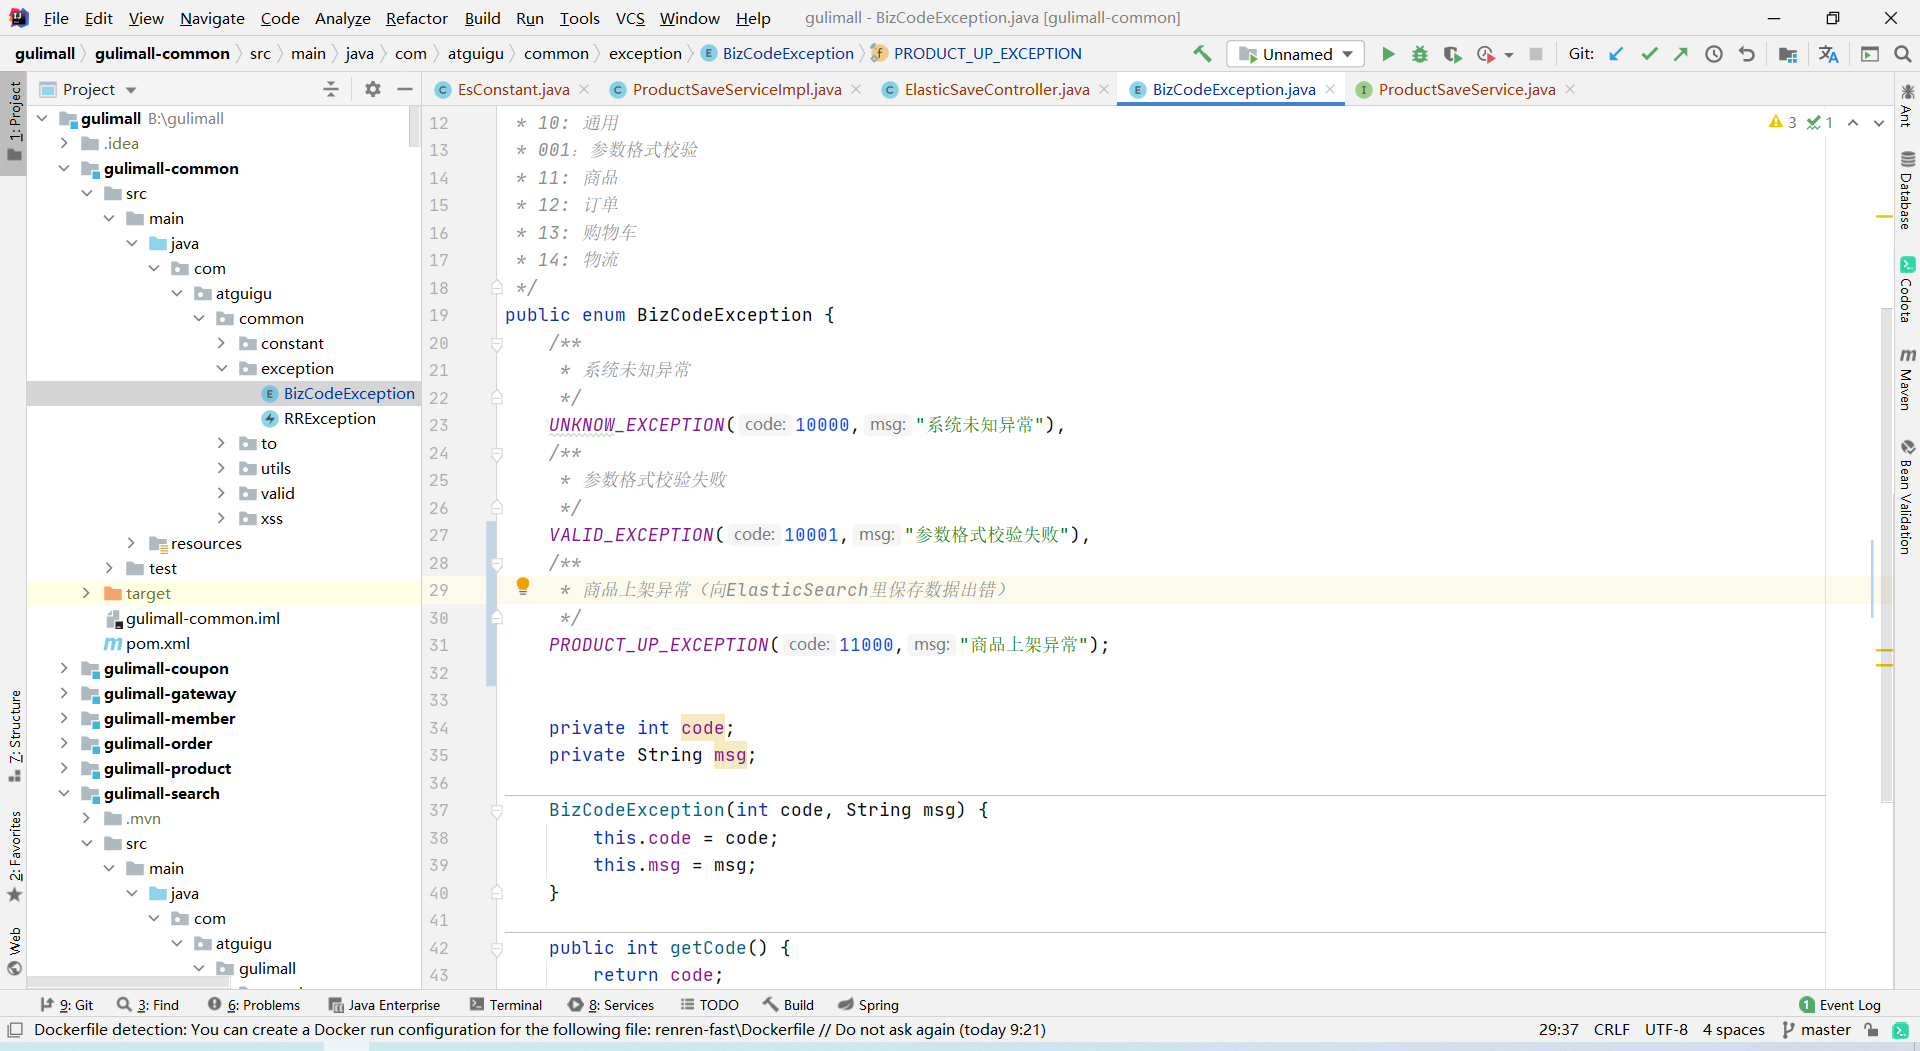 File Edit View Navigate Code Analyze Refactor Build Run Tools VCS Window Help gulimall - BizCodeException.java [gulimall-common]
gulimall gulimall-common src main java com atguigu common exception BizCodeException PRODUCT_UP_EXCEPTION Unnamed Git:
Project
EsConstant.java ProductSaveServiceImpl.java ElasticSaveController.java BizCodeException.java ProductSaveService.java
1: Project
7: Structure
2: Favorites
Web
gulimall B:\gulimall
.idea
gulimall-common
src
main
java
com
atguigu
common
constant
exception
BizCodeException
RRException
to
utils
valid
xss
resources
test
target
gulimall-common.iml
pom.xml
gulimall-coupon
gulimall-gateway
gulimall-member
gulimall-order
gulimall-product
gulimall-search
.mvn
src
main
java
com
atguigu
gulimall
3 1
12 * 10: 通用
13 * 001: 参数格式校验
14 * 11: 商品
15 * 12: 订单
16 * 13: 购物车
17 * 14: 物流
18 */
19 public enum BizCodeException {
20 /**
21 * 系统未知异常
22 */
23 UNKNOW_EXCEPTION( code: 10000, msg: "系统未知异常"),
24 /**
25 * 参数格式校验失败
26 */
27 VALID_EXCEPTION( code: 10001, msg: "参数格式校验失败"),
28 /**
29 * 商品上架异常（向ElasticSearch里保存数据出错）
30 */
31 PRODUCT_UP_EXCEPTION( code: 11000, msg: "商品上架异常");
32
33
34 private int code;
35 private String msg;
36
37 BizCodeException(int code, String msg) {
38 this.code = code;
39 this.msg = msg;
40 }
41
42 public int getCode() {
43 return code;
Ant
Database
Codota
Maven
Bean Validation
9: Git 3: Find 6: Problems Java Enterprise Terminal 8: Services TODO Build Spring 1 Event Log
Dockerfile detection: You can create a Docker run configuration for the following file: renren-fast\Dockerfile // Do not ask again (today 9:21) 29:37 CRLF UTF-8 4 spaces master